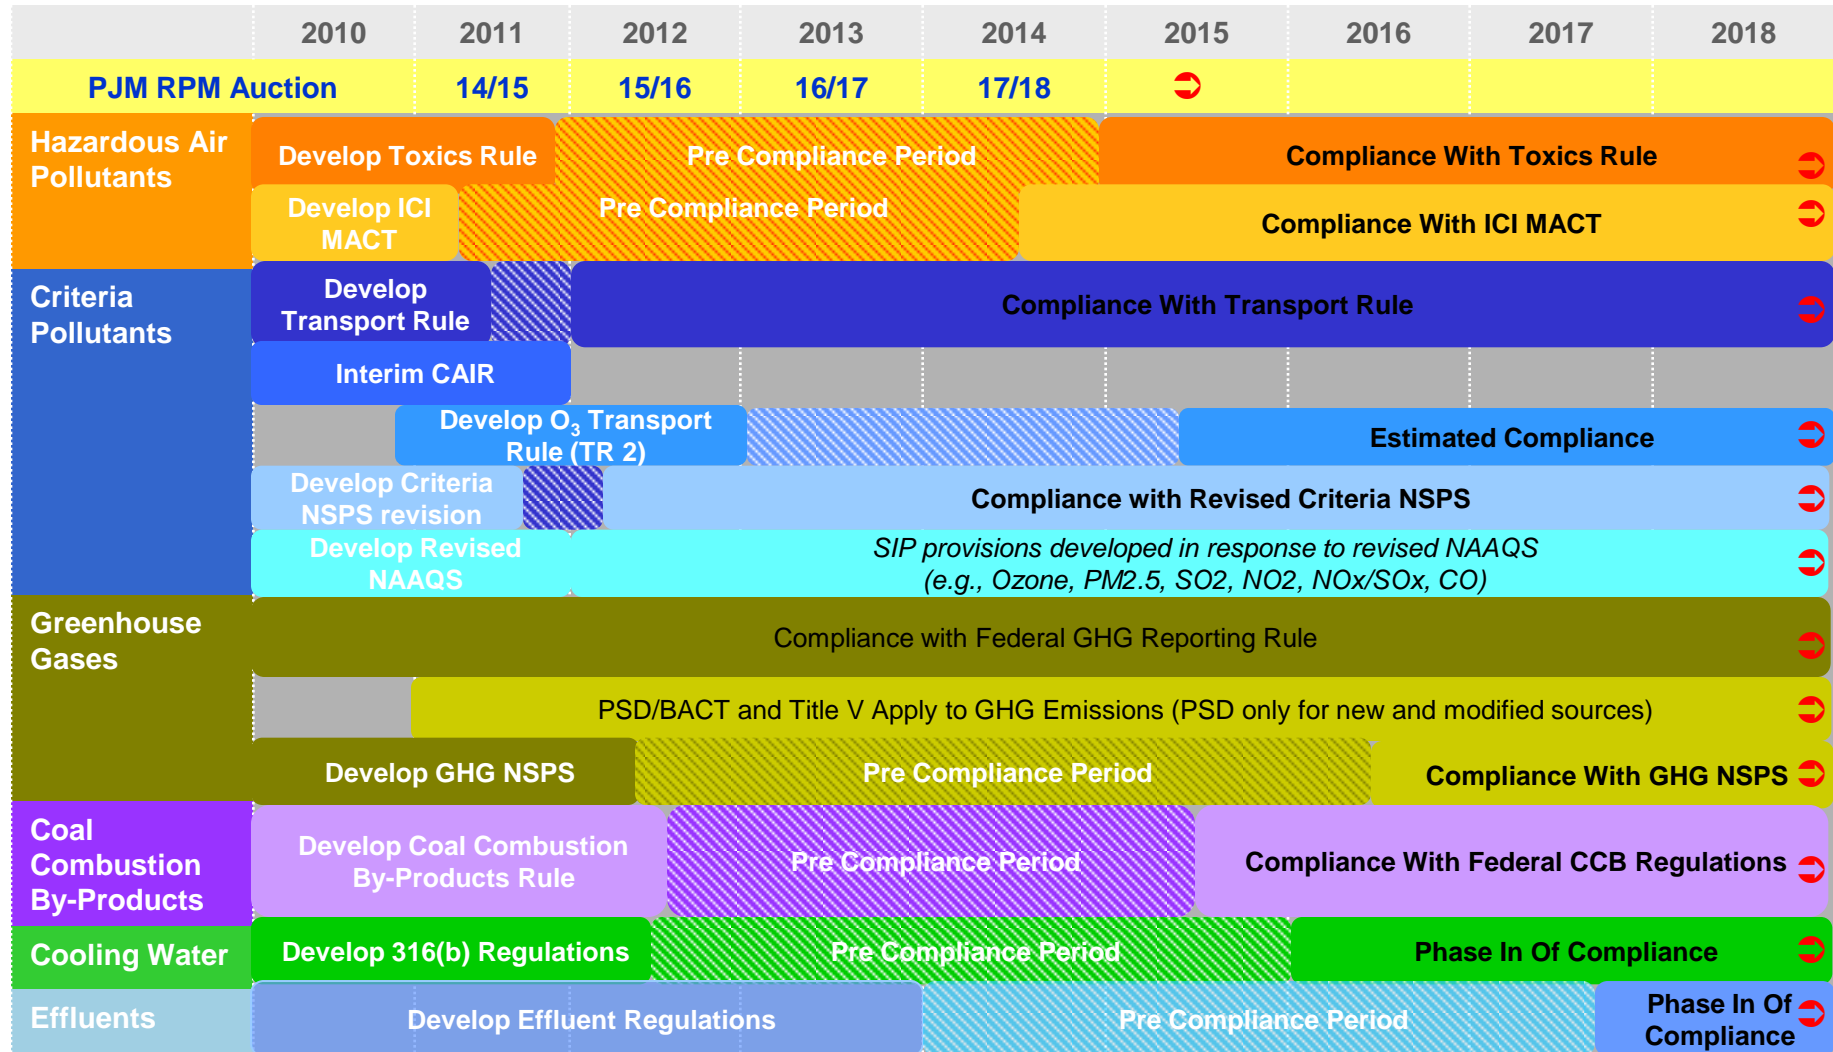 2010 2011 2012 2013 2014 2015 2016 2017 2018
PJM RPM Auction 14/15 15/16 16/17 17/18
Hazardous Air
Pollutants
Develop Toxics Rule Pre Compliance Period Compliance With Toxics Rule
Develop ICI
MACT
Pre Compliance Period Compliance With ICI MACT
Criteria
Pollutants
Develop
Transport Rule
Compliance With Transport Rule
Interim CAIR
Develop O3 Transport
Rule (TR 2)
Estimated Compliance
Develop Criteria
NSPS revision
Compliance with Revised Criteria NSPS
Develop Revised
NAAQS
SIP provisions developed in response to revised NAAQS
(e.g., Ozone, PM2.5, SO2, NO2, NOx/SOx, CO)
Greenhouse
Gases
Compliance with Federal GHG Reporting Rule
PSD/BACT and Title V Apply to GHG Emissions (PSD only for new and modified sources)
Develop GHG NSPS Pre Compliance Period Compliance With GHG NSPS
Coal
Combustion
By-Products
Develop Coal Combustion
By-Products Rule
Pre Compliance Period Compliance With Federal CCB Regulations
Cooling Water Develop 316(b) Regulations Pre Compliance Period Phase In Of Compliance
Effluents Develop Effluent Regulations Pre Compliance Period
Phase In Of
Compliance